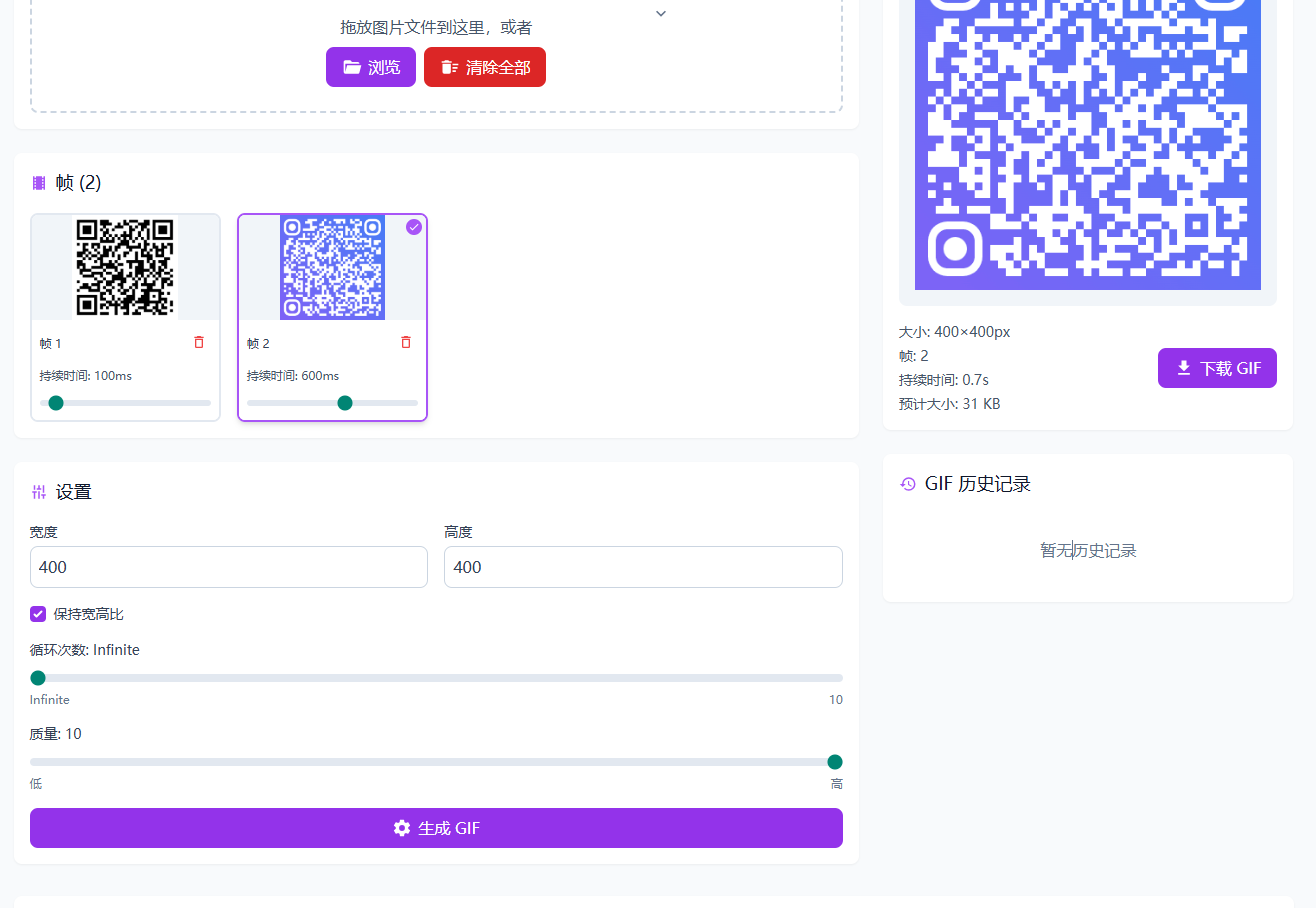 拖放图片文件到这里，或者
浏览
清除全部
帧 (2)
帧 1
持续时间: 100ms
帧 2
持续时间: 600ms
设置
宽度
高度
400
400
保持宽高比
循环次数: Infinite
Infinite
10
质量: 10
低
高
生成 GIF
大小: 400×400px
帧: 2
持续时间: 0.7s
预计大小: 31 KB
下载 GIF
GIF 历史记录
暂无历史记录